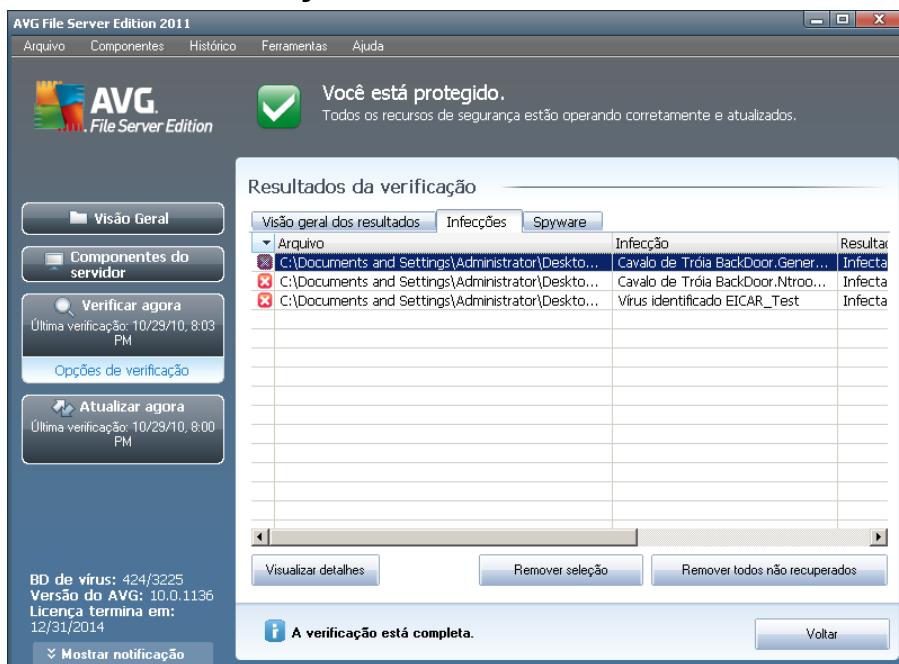 AVG File Server Edition 2011
Arquivo Componentes Histórico Ferramentas Ajuda
AVG.
File Server Edition
Você está protegido.
Todos os recursos de segurança estão operando corretamente e atualizados.
Visão Geral
Componentes do
servidor
Verificar agora
Última verificação: 10/29/10, 8:03
PM
Opções de verificação
Atualizar agora
Última verificação: 10/29/10, 8:00
PM
BD de vírus: 424/3225
Versão do AVG: 10.0.1136
Licença termina em:
12/31/2014
Mostrar notificação
Resultados da verificação
Visão geral dos resultados Infecções Spyware
Arquivo Infecção Resultad
C:\Documents and Settings\Administrator\Deskto... Cavalo de Tróia BackDoor.Gener... Infecta
C:\Documents and Settings\Administrator\Deskto... Cavalo de Tróia BackDoor.Ntroo... Infecta
C:\Documents and Settings\Administrator\Deskto... Vírus identificado EICAR_Test Infecta
Visualizar detalhes Remover seleção Remover todos não recuperados
A verificação está completa.
Voltar